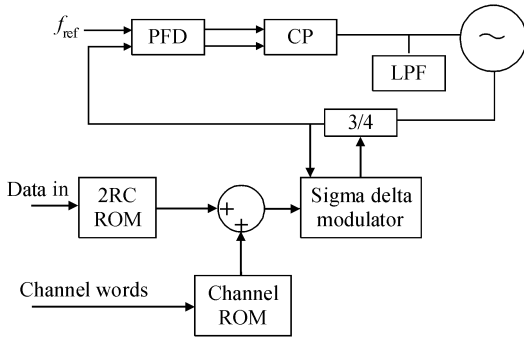 f_ref
PFD
CP
LPF
3/4
Data in
2RC
ROM
+
+
Sigma delta
modulator
Channel words
Channel
ROM